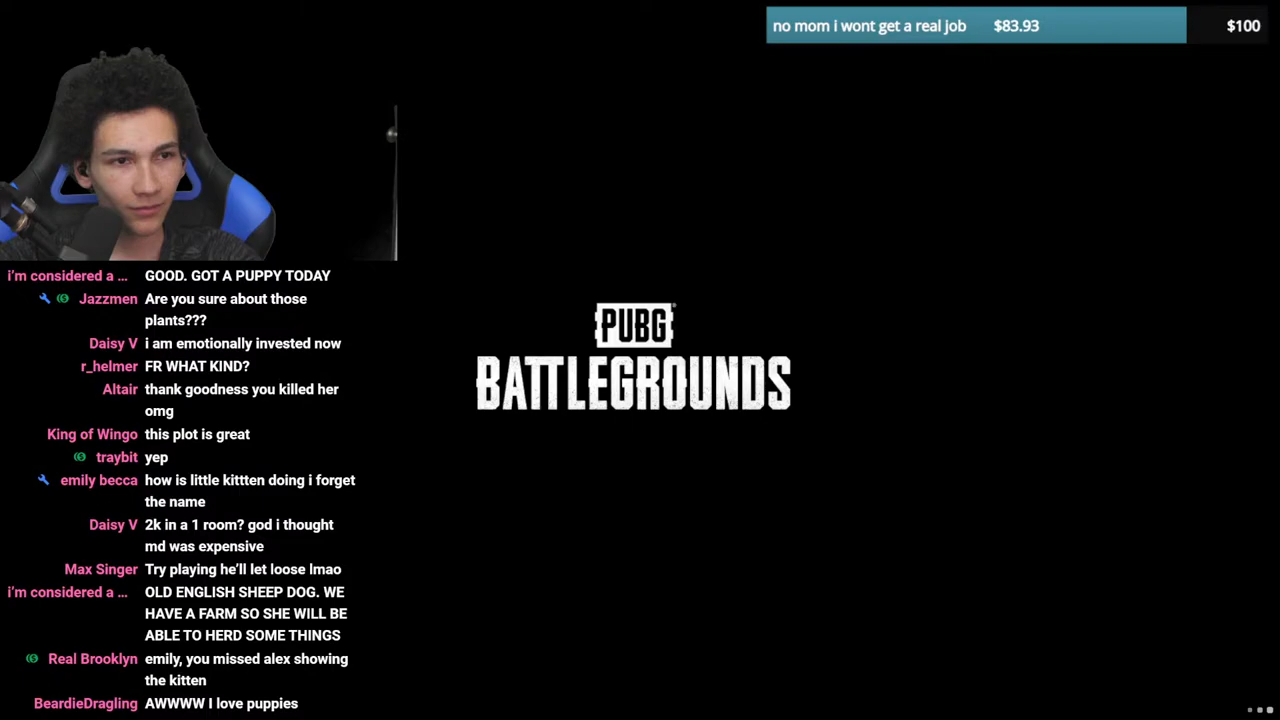 no mom i wont get a real job $83.93 $100
i'm considered a ... GOOD. GOT A PUPPY TODAY
Jazzmen Are you sure about those
plants???
Daisy V i am emotionally invested now
r_helmer FR WHAT KIND?
Altair thank goodness you killed her
omg
King of Wingo this plot is great
traybit yep
emily becca how is little kittten doing i forget
the name
Daisy V 2k in a 1 room? god i thought
md was expensive
Max Singer Try playing he'll let loose lmao
i'm considered a ... OLD ENGLISH SHEEP DOG. WE
HAVE A FARM SO SHE WILL BE
ABLE TO HERD SOME THINGS
Real Brooklyn emily, you missed alex showing
the kitten
BeardieDragling AWWWW I love puppies
PUBG
BATTLEGROUNDS